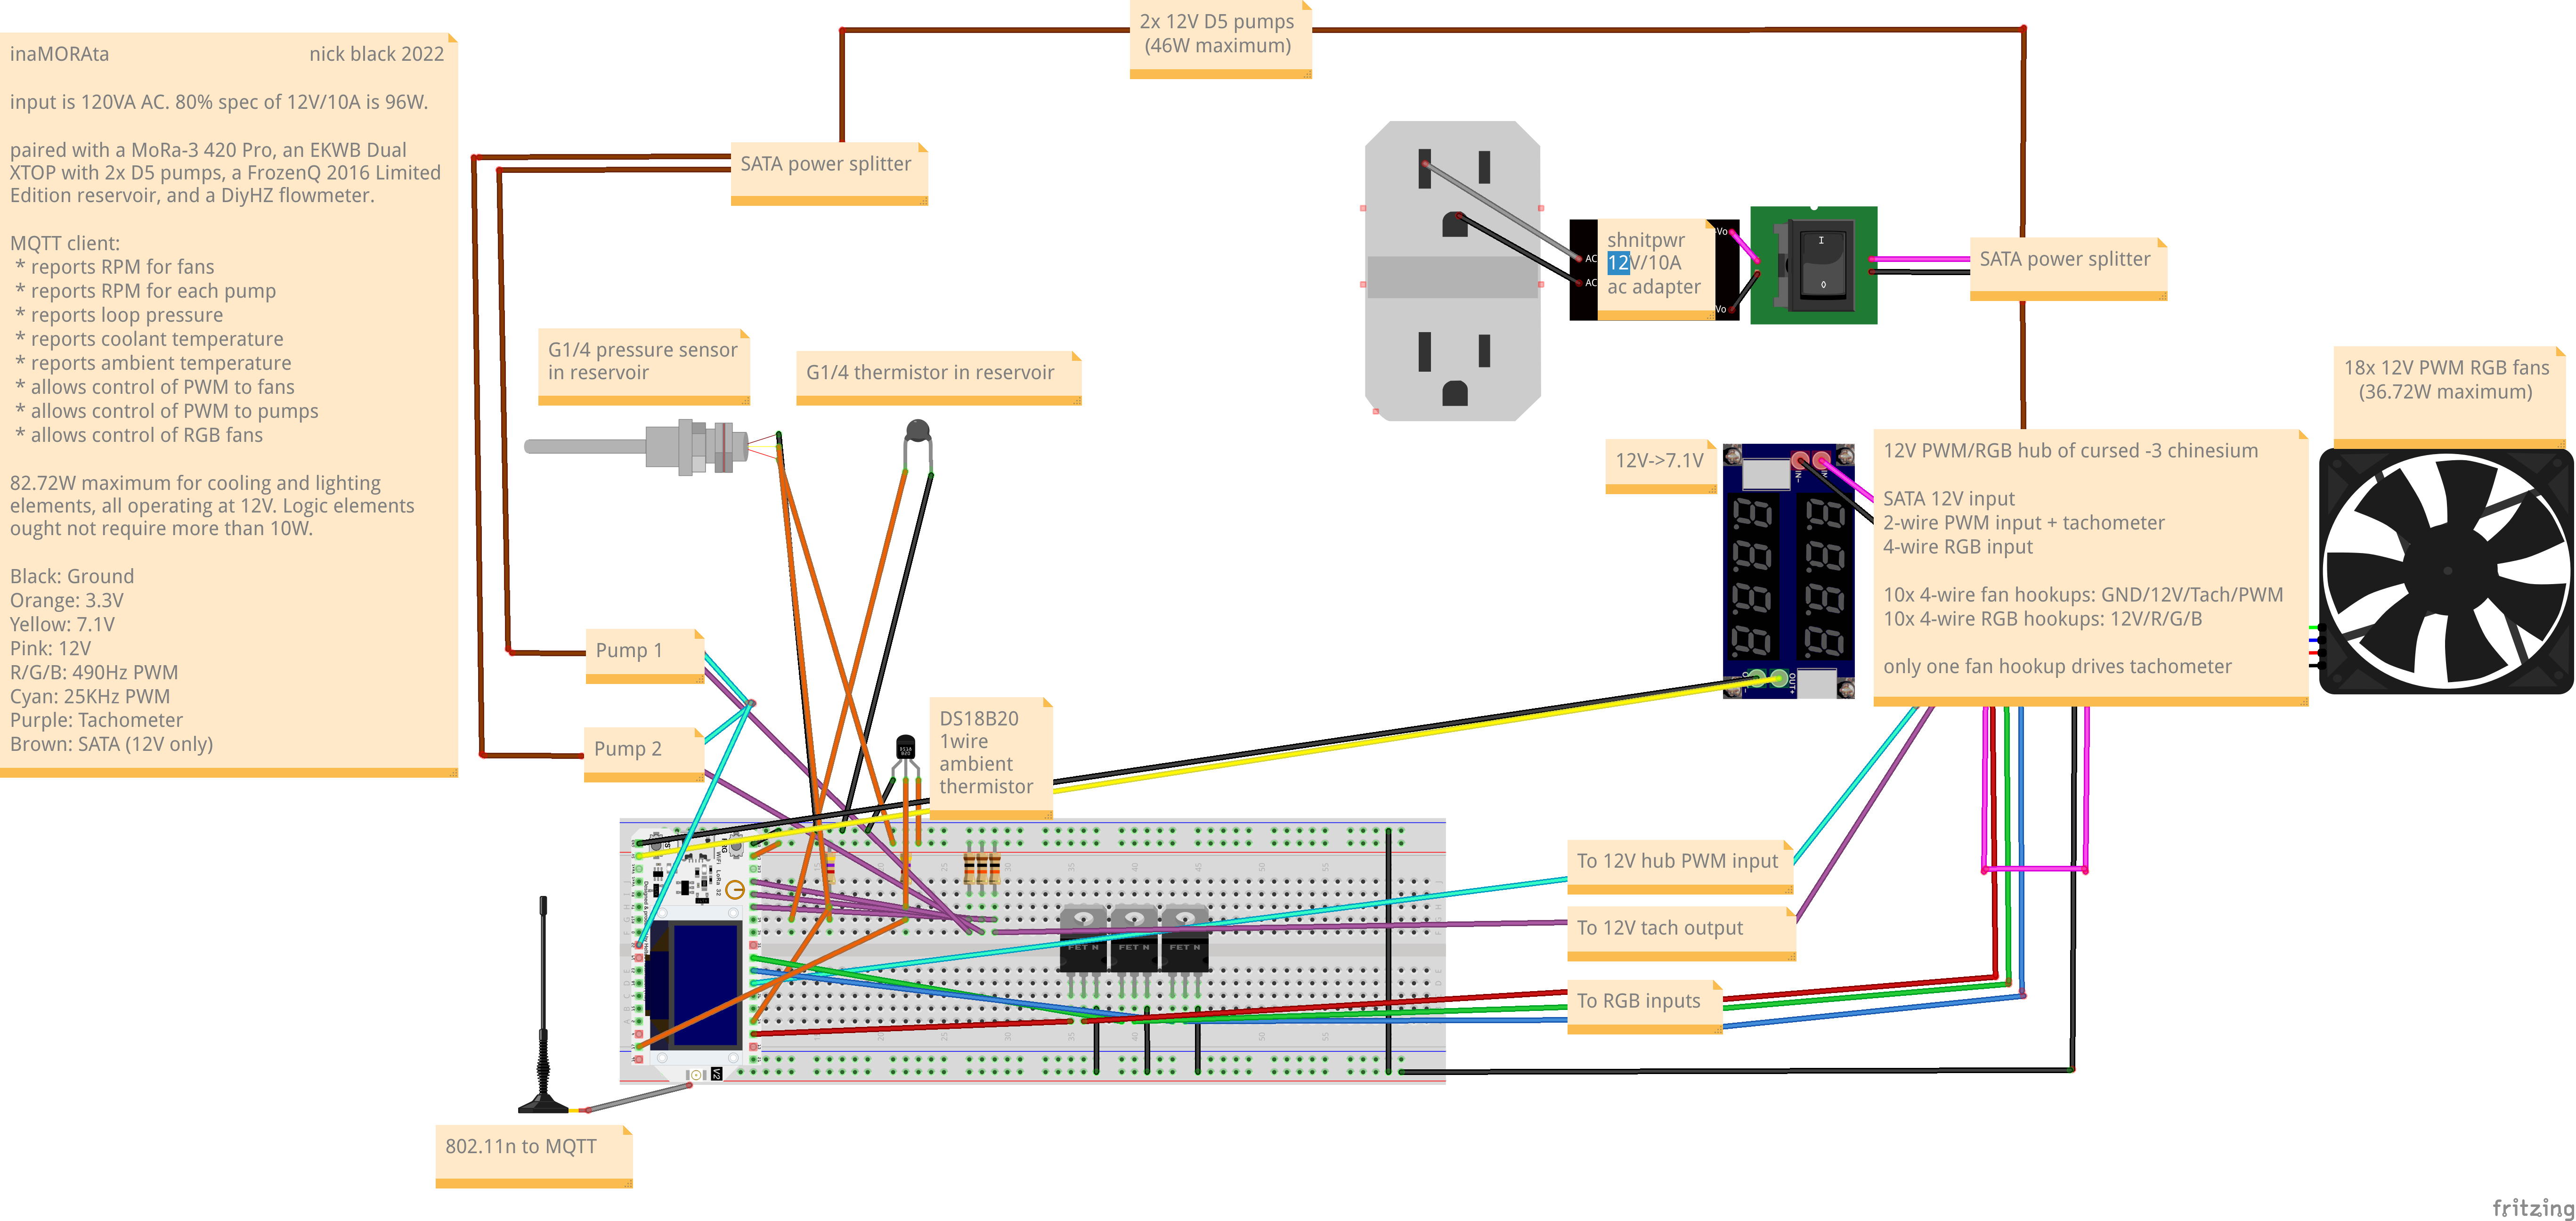 2x 12V D5 pumps
(46W maximum)
inaMORAta nick black 2022
input is 120VA AC. 80% spec of 12V/10A is 96W.
paired with a MoRa-3 420 Pro, an EKWB Dual
XTOP with 2x D5 pumps, a FrozenQ 2016 Limited
Edition reservoir, and a DiyHZ flowmeter.
MQTT client:
* reports RPM for fans
* reports RPM for each pump
* reports loop pressure
* reports coolant temperature
* reports ambient temperature
* allows control of PWM to fans
* allows control of PWM to pumps
* allows control of RGB fans
82.72W maximum for cooling and lighting
elements, all operating at 12V. Logic elements
ought not require more than 10W.
Black: Ground
Orange: 3.3V
Yellow: 7.1V
Pink: 12V
R/G/B: 490Hz PWM
Cyan: 25KHz PWM
Purple: Tachometer
Brown: SATA (12V only)
SATA power splitter
shnitpwr
12V/10A
ac adapter
AC
AC
-Vo
Vo
I
0
SATA power splitter
G1/4 pressure sensor
in reservoir
G1/4 thermistor in reservoir
18x 12V PWM RGB fans
(36.72W maximum)
12V->7.1V
IN-
OUT+
12V PWM/RGB hub of cursed -3 chinesium
SATA 12V input
2-wire PWM input + tachometer
4-wire RGB input
10x 4-wire fan hookups: GND/12V/Tach/PWM
10x 4-wire RGB hookups: 12V/R/G/B
only one fan hookup drives tachometer
Pump 1
Pump 2
DS18B20
1wire
ambient
thermistor
To 12V hub PWM input
To 12V tach output
To RGB inputs
WiFi LoRa 32
V2
FET N
FET N
FET N
802.11n to MQTT
fritzing